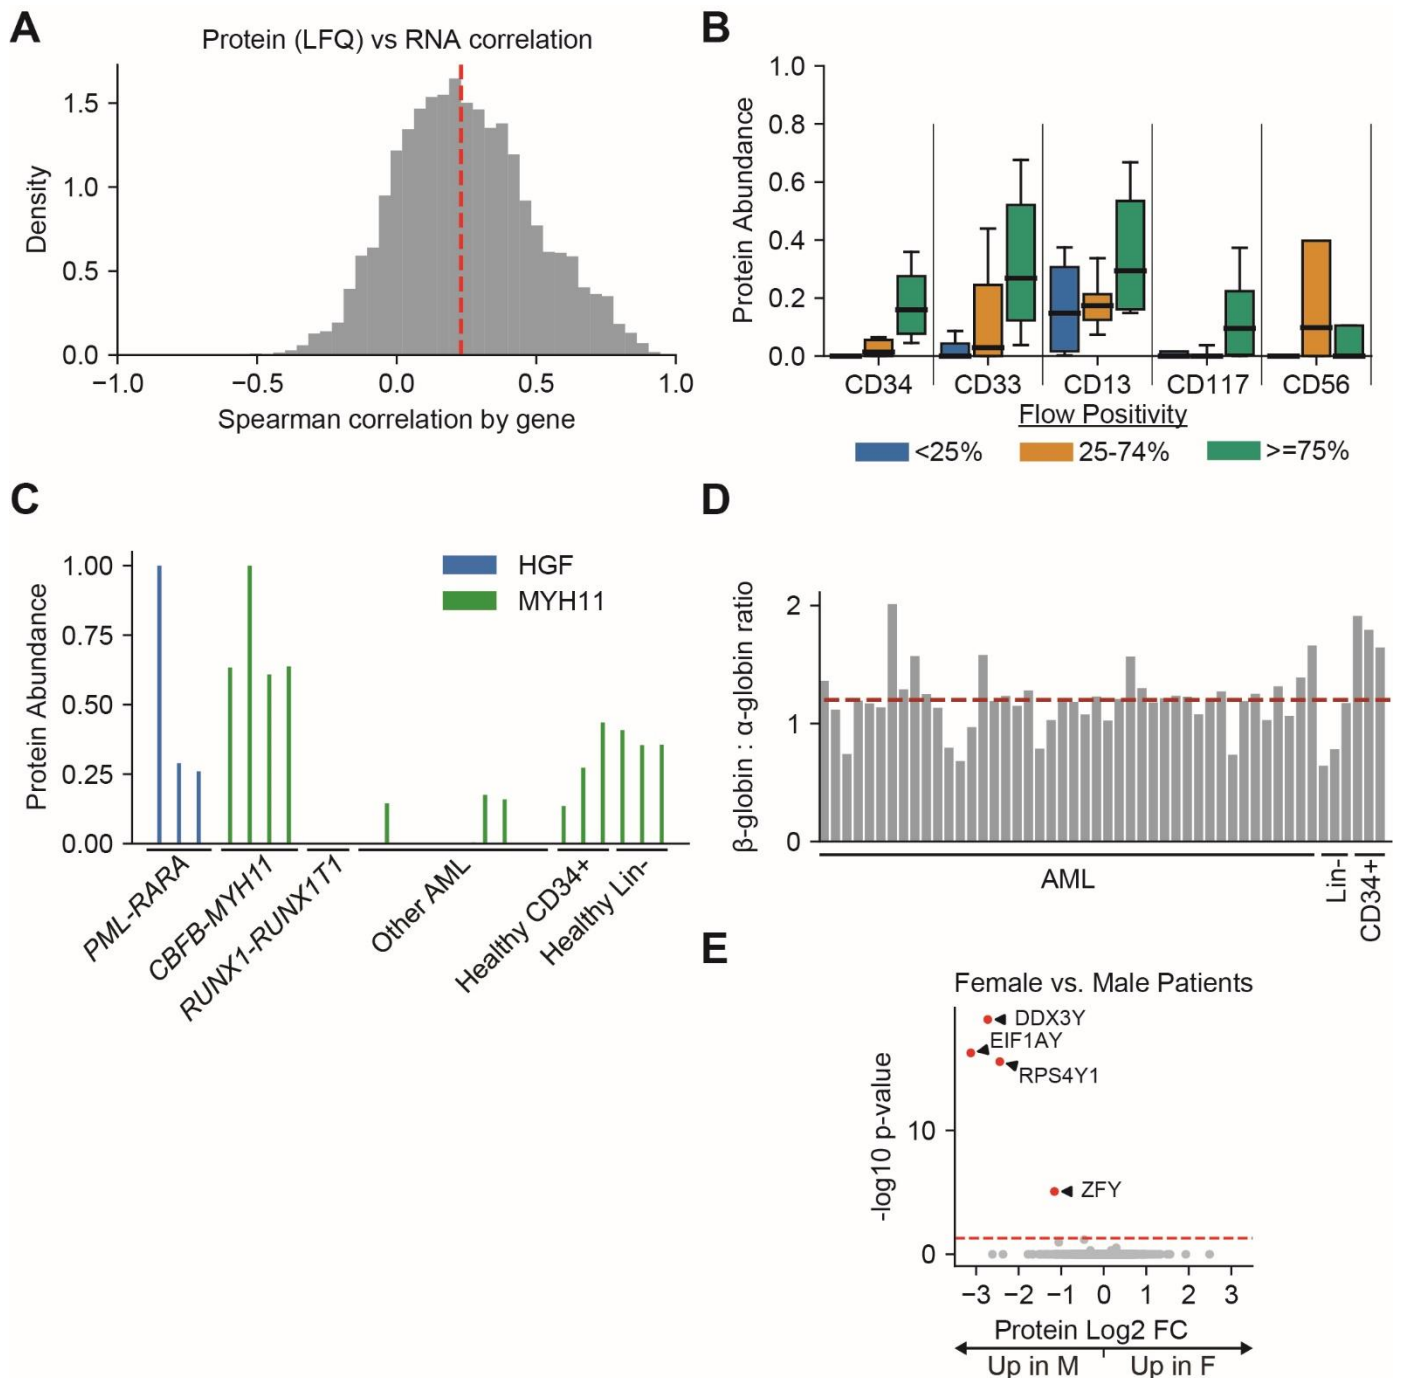 A
Protein (LFQ) vs RNA correlation
Density
1.5
1.0
0.5
0.0
−1.0 −0.5 0.0 0.5 1.0
Spearman correlation by gene
B
Protein Abundance
1.0
0.8
0.6
0.4
0.2
0.0
CD34 CD33 CD13 CD117 CD56
Flow Positivity
<25% 25-74% >=75%
C
Protein Abundance
1.00
0.75
0.50
0.25
0.00
HGF
MYH11
PML-RARA
CBFB-MYH11
RUNX1-RUNX1T1
Other AML
Healthy CD34+
Healthy Lin-
D
β-globin : α-globin ratio
2
1
0
AML
Lin-
CD34+
E
Female vs. Male Patients
DDX3Y
EIF1AY
RPS4Y1
ZFY
-log10 p-value
10
0
−3 −2 −1 0 1 2 3
Protein Log2 FC
Up in M Up in F